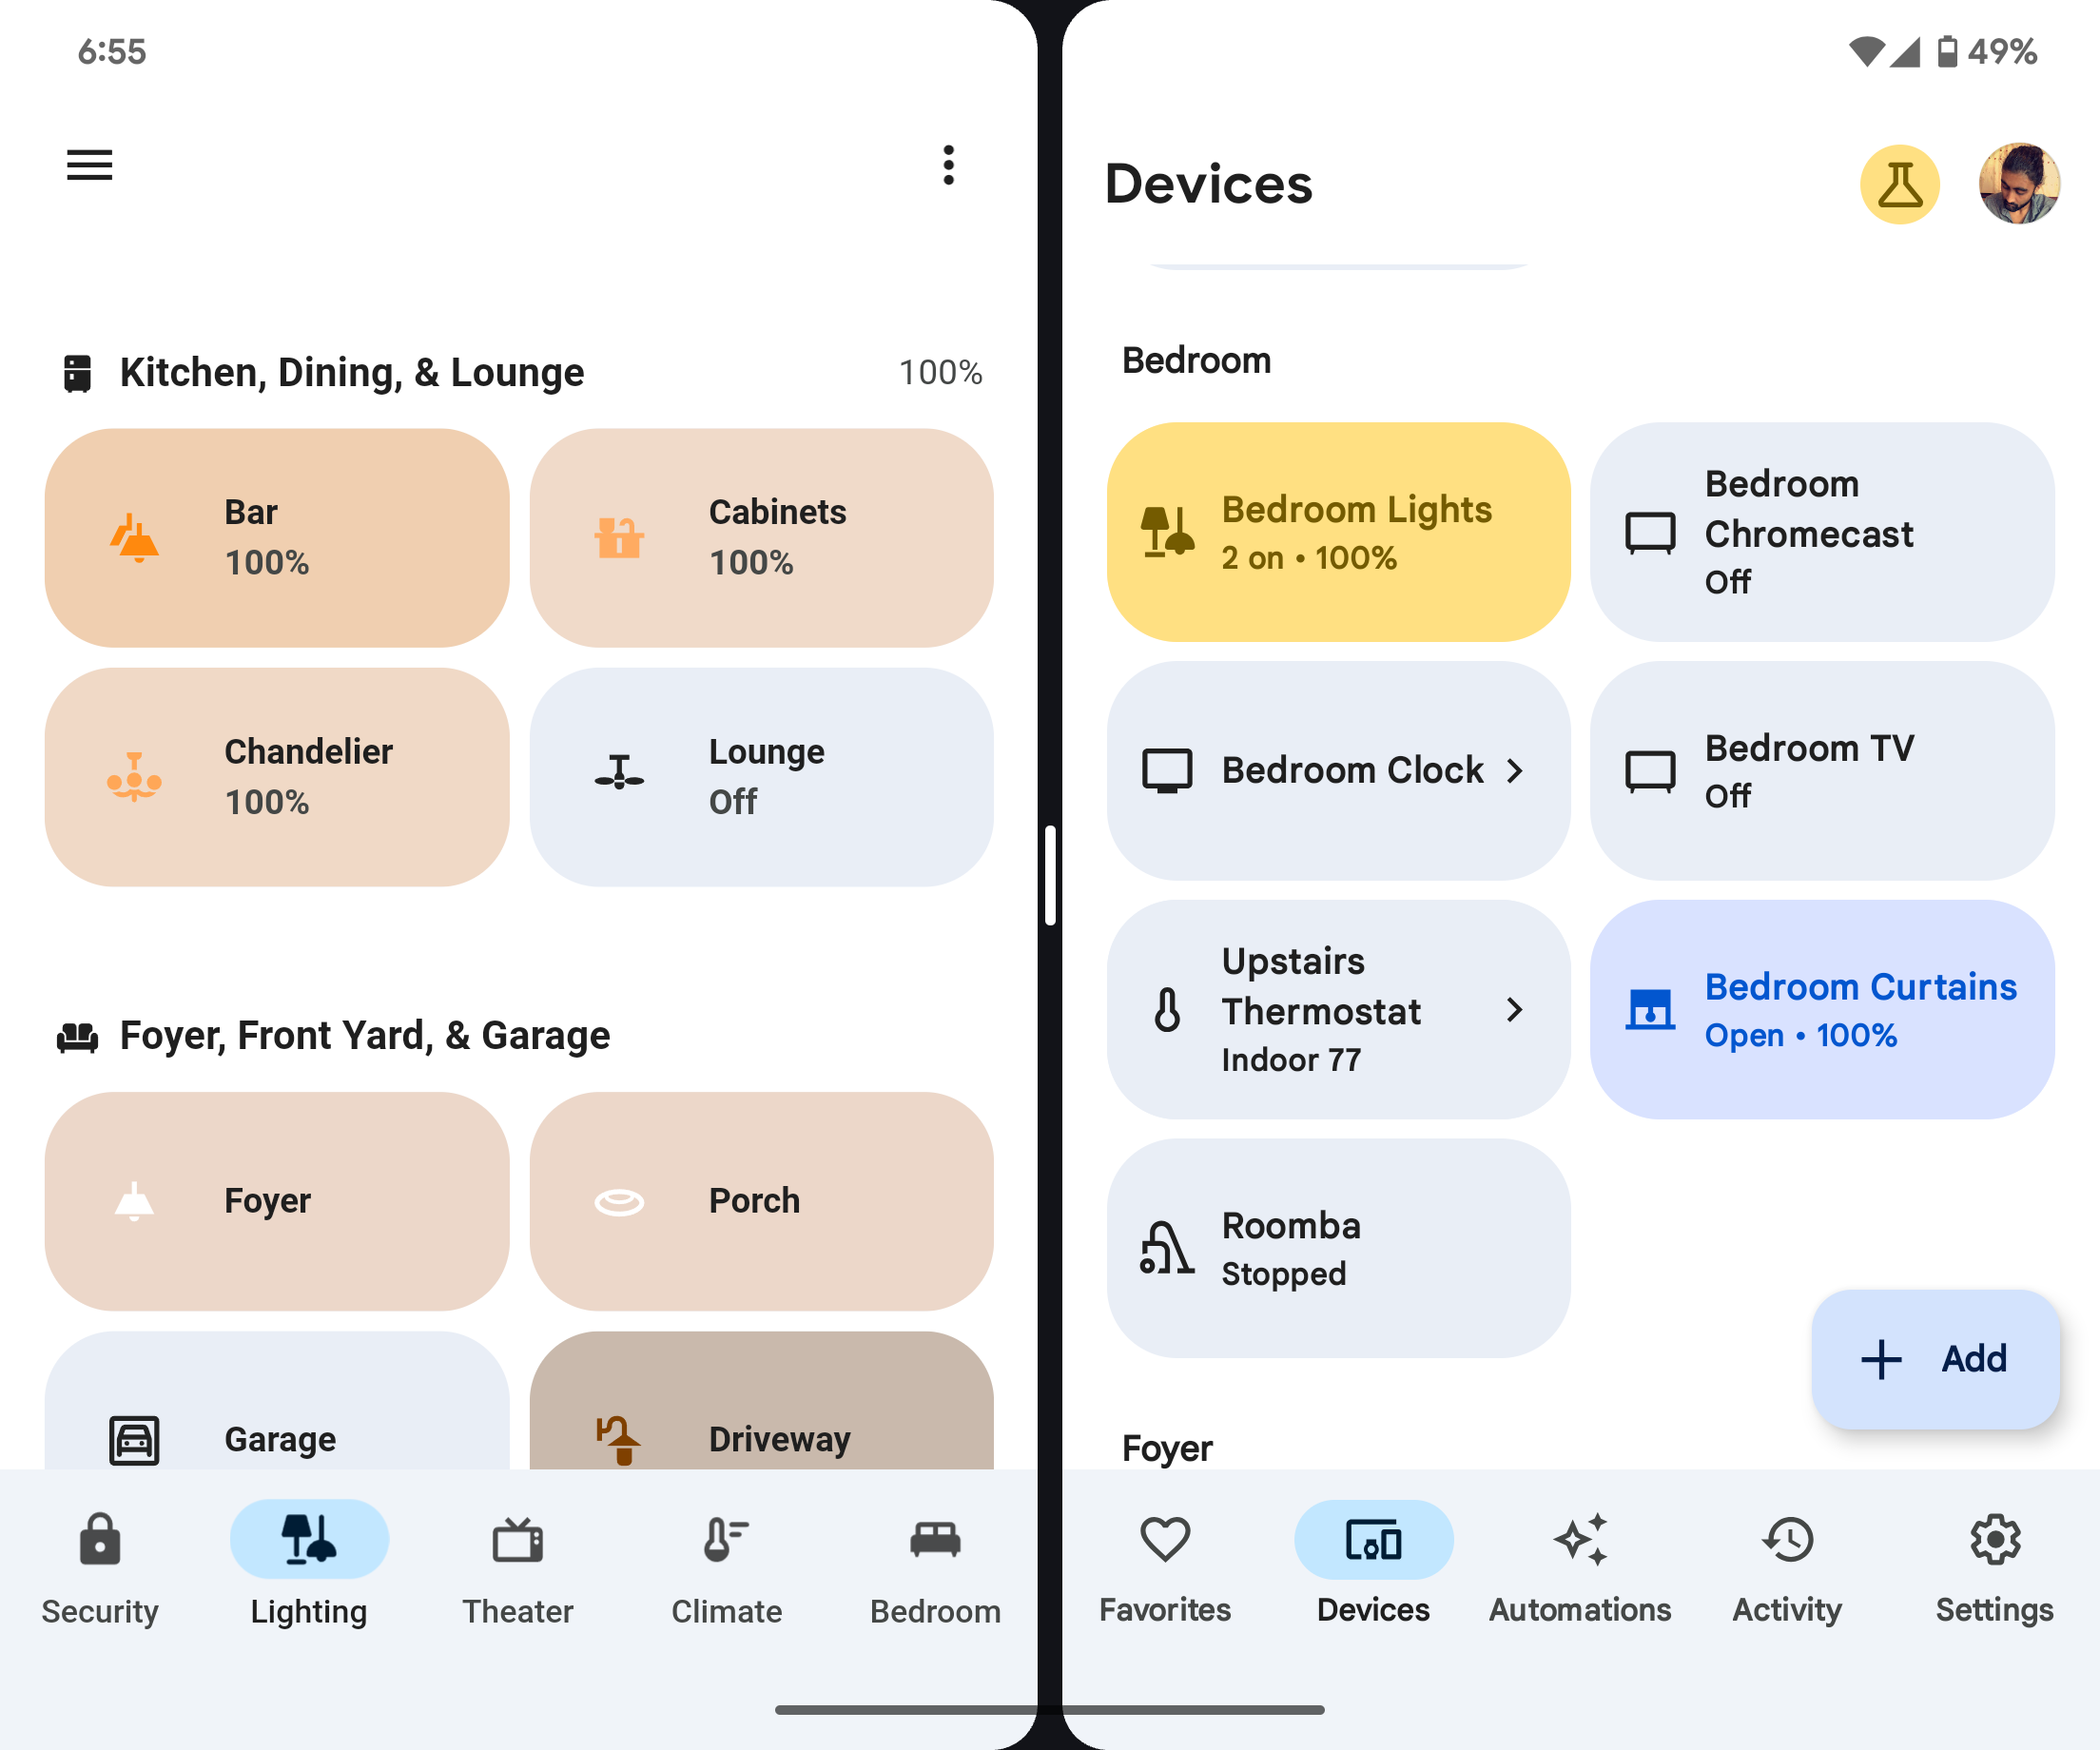 6:55
Kitchen, Dining, & Lounge
100%
Bar
100%
Cabinets
100%
Chandelier
100%
Lounge
Off
Foyer, Front Yard, & Garage
Foyer
Porch
Garage
Driveway
Security
Lighting
Theater
Climate
Bedroom
49%
Devices
Bedroom
Bedroom Lights
2 on • 100%
Bedroom
Chromecast
Off
Bedroom Clock
Bedroom TV
Off
Upstairs
Thermostat
Indoor 77
Bedroom Curtains
Open • 100%
Roomba
Stopped
Add
Foyer
Favorites
Devices
Automations
Activity
Settings